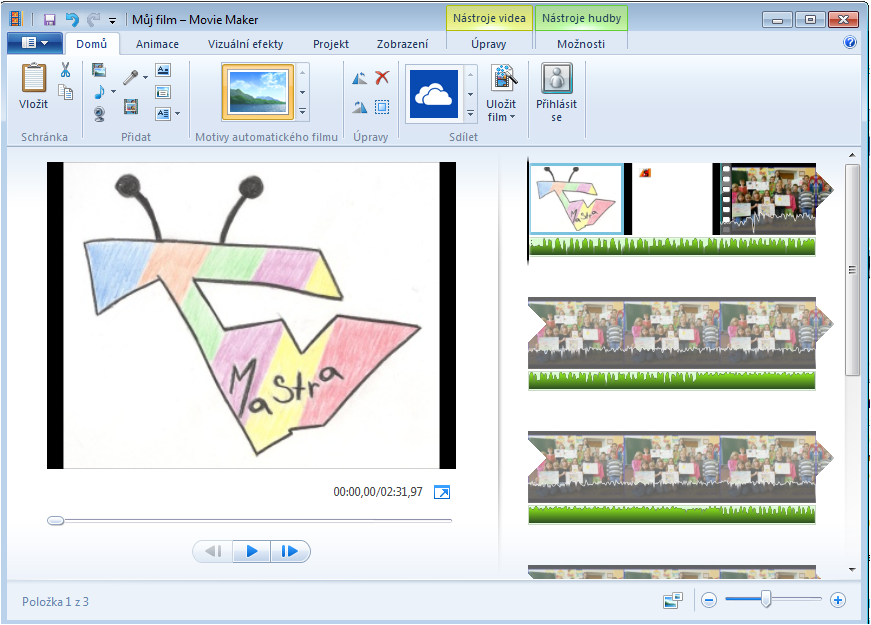 Můj film – Movie Maker
Nástroje videa
Nástroje hudby
Domů
Animace
Vizuální efekty
Projekt
Zobrazení
Úpravy
Možnosti
Vložit
Uložit
film
Přihlásit
se
Schránka
Přidat
Motivy automatického filmu
Úpravy
Sdílet
MaStra
MaStra
00:00,00/02:31,97
Položka 1 z 3